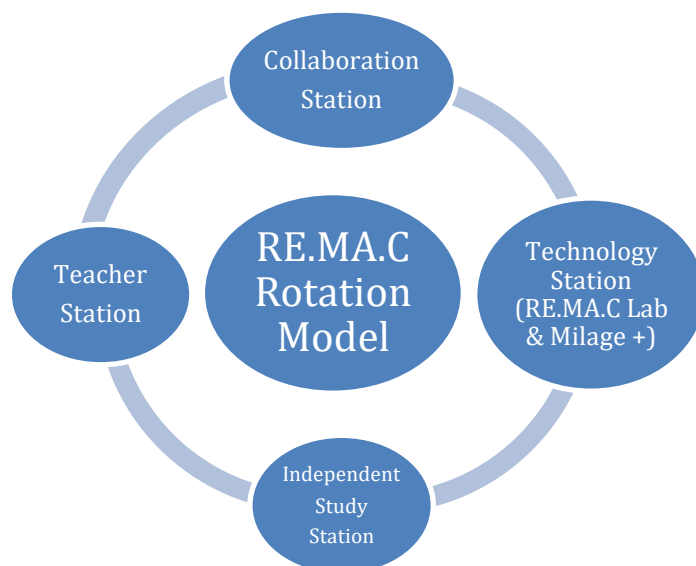 Collaboration
Station
RE.MA.C
Rotation
Model
Teacher
Station
Technology
Station
(RE.MA.C Lab
& Milage +)
Independent
Study
Station